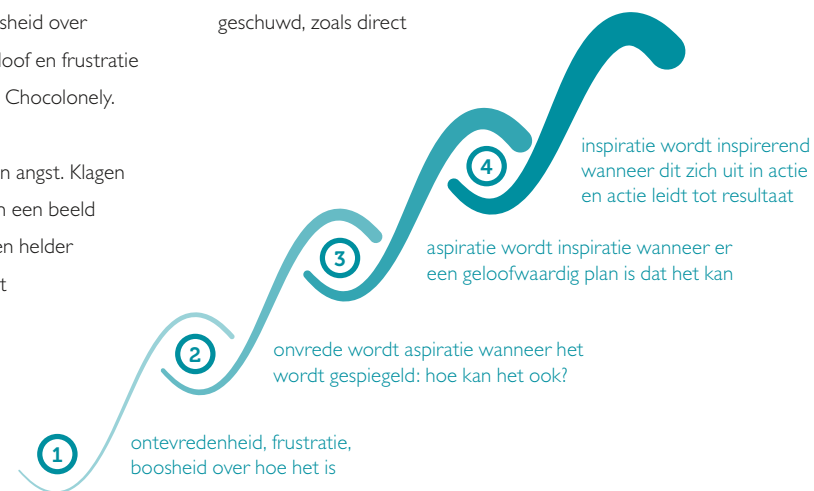 sheid over
loof en frustratie
Chocolonely.
n angst. Klagen
n een beeld
en helder
t
geschuwd, zoals direct
4
inspiratie wordt inspirerend
wanneer dit zich uit in actie
en actie leidt tot resultaat
3
aspiratie wordt inspiratie wanneer er
een geloofwaardig plan is dat het kan
2
onvrede wordt aspiratie wanneer het
wordt gespiegeld: hoe kan het ook?
1
ontevredenheid, frustratie,
boosheid over hoe het is